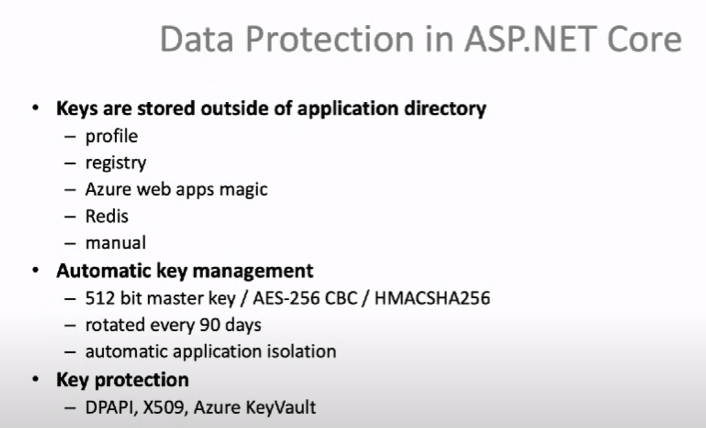 Data Protection in ASP.NET Core
• Keys are stored outside of application directory
– profile
– registry
– Azure web apps magic
– Redis
– manual
• Automatic key management
– 512 bit master key / AES-256 CBC / HMACSHA256
– rotated every 90 days
– automatic application isolation
• Key protection
– DPAPI, X509, Azure KeyVault